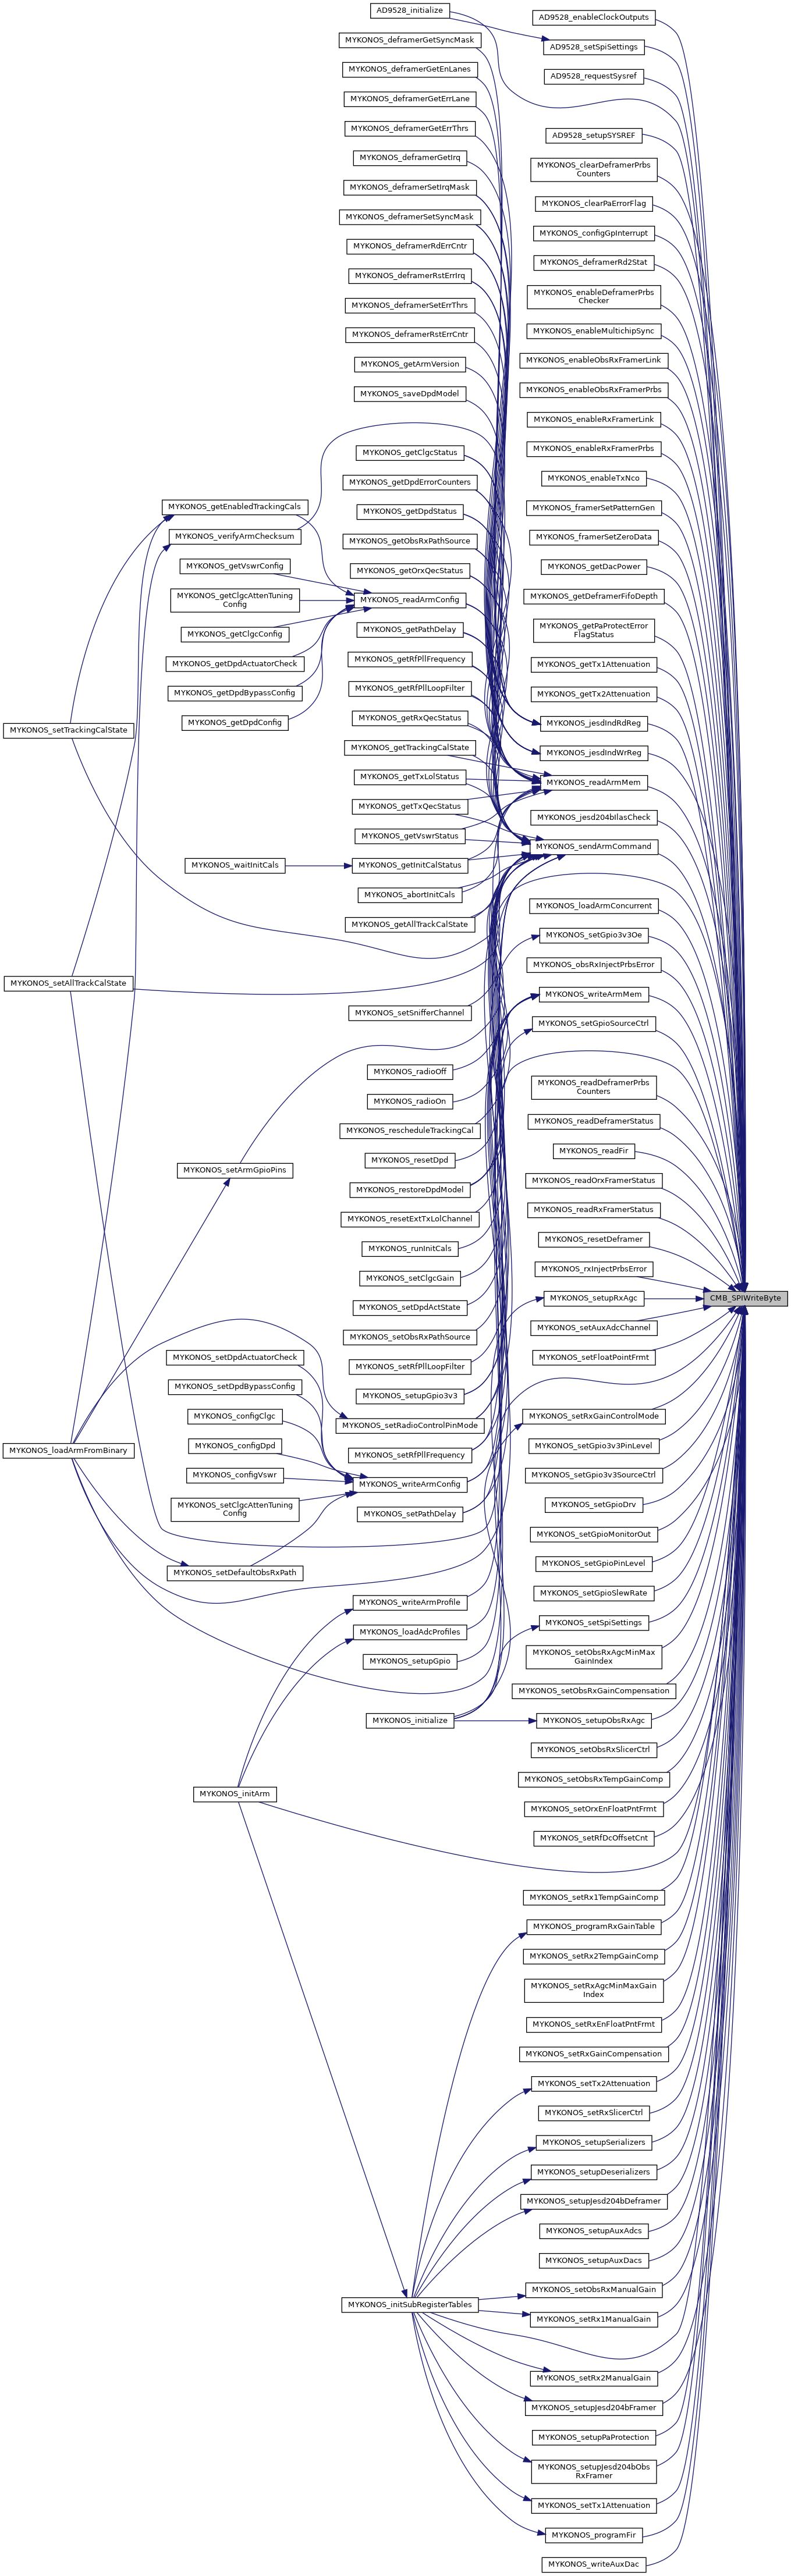 AD9528_initialize
AD9528_enableClockOutputs
MYKONOS_deframerGetSyncMask
AD9528_setSpiSettings
MYKONOS_deframerGetEnLanes
AD9528_requestSysref
MYKONOS_deframerGetErrLane
MYKONOS_deframerGetErrThrs
AD9528_setupSYSREF
MYKONOS_deframerGetIrq
MYKONOS_clearDeframerPrbs
Counters
MYKONOS_deframerSetIrqMask
MYKONOS_clearPaErrorFlag
MYKONOS_deframerSetSyncMask
MYKONOS_configGpInterrupt
MYKONOS_deframerRdErrCntr
MYKONOS_deframerRd2Stat
MYKONOS_deframerRstErrIrq
MYKONOS_enableDeframerPrbs
Checker
MYKONOS_deframerSetErrThrs
MYKONOS_enableMultichipSync
MYKONOS_deframerRstErrCntr
MYKONOS_enableObsRxFramerLink
MYKONOS_getArmVersion
MYKONOS_enableObsRxFramerPrbs
MYKONOS_saveDpdModel
MYKONOS_enableRxFramerLink
MYKONOS_getClgcStatus
MYKONOS_enableRxFramerPrbs
MYKONOS_getDpdErrorCounters
MYKONOS_enableTxNco
MYKONOS_getEnabledTrackingCals
MYKONOS_getDpdStatus
MYKONOS_framerSetPatternGen
MYKONOS_verifyArmChecksum
MYKONOS_getObsRxPathSource
MYKONOS_framerSetZeroData
MYKONOS_getVswrConfig
MYKONOS_getOrxQecStatus
MYKONOS_getDacPower
MYKONOS_getClgcAttenTuning
Config
MYKONOS_readArmConfig
MYKONOS_getDeframerFifoDepth
MYKONOS_getClgcConfig
MYKONOS_getPathDelay
MYKONOS_getPaProtectError
FlagStatus
MYKONOS_getDpdActuatorCheck
MYKONOS_getRfPllFrequency
MYKONOS_getTx1Attenuation
MYKONOS_getDpdBypassConfig
MYKONOS_getRfPllLoopFilter
MYKONOS_getTx2Attenuation
MYKONOS_getDpdConfig
MYKONOS_getRxQecStatus
MYKONOS_jesdIndRdReg
MYKONOS_setTrackingCalState
MYKONOS_getTrackingCalState
MYKONOS_jesdIndWrReg
MYKONOS_getTxLolStatus
MYKONOS_readArmMem
MYKONOS_getTxQecStatus
MYKONOS_jesd204bIlasCheck
MYKONOS_getVswrStatus
MYKONOS_sendArmCommand
MYKONOS_waitInitCals
MYKONOS_getInitCalStatus
MYKONOS_abortInitCals
MYKONOS_loadArmConcurrent
MYKONOS_getAllTrackCalState
MYKONOS_setGpio3v3Oe
MYKONOS_obsRxInjectPrbsError
MYKONOS_setAllTrackCalState
MYKONOS_writeArmMem
MYKONOS_setSnifferChannel
MYKONOS_setGpioSourceCtrl
MYKONOS_radioOff
MYKONOS_readDeframerPrbs
Counters
MYKONOS_radioOn
MYKONOS_readDeframerStatus
MYKONOS_rescheduleTrackingCal
MYKONOS_readFir
MYKONOS_resetDpd
MYKONOS_setArmGpioPins
MYKONOS_readOrxFramerStatus
MYKONOS_restoreDpdModel
MYKONOS_readRxFramerStatus
MYKONOS_resetExtTxLolChannel
MYKONOS_resetDeframer
MYKONOS_runInitCals
MYKONOS_rxInjectPrbsError
MYKONOS_setClgcGain
MYKONOS_setupRxAgc
CMB_SPIWriteByte
MYKONOS_setDpdActState
MYKONOS_setAuxAdcChannel
MYKONOS_setObsRxPathSource
MYKONOS_setDpdActuatorCheck
MYKONOS_setFloatPointFrmt
MYKONOS_setRfPllLoopFilter
MYKONOS_setDpdBypassConfig
MYKONOS_setupGpio3v3
MYKONOS_configClgc
MYKONOS_setRxGainControlMode
MYKONOS_setRadioControlPinMode
MYKONOS_configDpd
MYKONOS_setGpio3v3PinLevel
MYKONOS_loadArmFromBinary
MYKONOS_setRfPllFrequency
MYKONOS_configVswr
MYKONOS_setGpio3v3SourceCtrl
MYKONOS_writeArmConfig
MYKONOS_setClgcAttenTuning
Config
MYKONOS_setGpioDrv
MYKONOS_setPathDelay
MYKONOS_setGpioMonitorOut
MYKONOS_setGpioPinLevel
MYKONOS_setDefaultObsRxPath
MYKONOS_setGpioSlewRate
MYKONOS_writeArmProfile
MYKONOS_setSpiSettings
MYKONOS_loadAdcProfiles
MYKONOS_setObsRxAgcMinMax
GainIndex
MYKONOS_setupGpio
MYKONOS_setObsRxGainCompensation
MYKONOS_initialize
MYKONOS_setupObsRxAgc
MYKONOS_setObsRxSlicerCtrl
MYKONOS_setObsRxTempGainComp
MYKONOS_initArm
MYKONOS_setOrxEnFloatPntFrmt
MYKONOS_setRfDcOffsetCnt
MYKONOS_setRx1TempGainComp
MYKONOS_programRxGainTable
MYKONOS_setRx2TempGainComp
MYKONOS_setRxAgcMinMaxGain
Index
MYKONOS_setRxEnFloatPntFrmt
MYKONOS_setRxGainCompensation
MYKONOS_setTx2Attenuation
MYKONOS_setRxSlicerCtrl
MYKONOS_setupSerializers
MYKONOS_setupDeserializers
MYKONOS_setupJesd204bDeframer
MYKONOS_setupAuxAdcs
MYKONOS_setupAuxDacs
MYKONOS_setObsRxManualGain
MYKONOS_initSubRegisterTables
MYKONOS_setRx1ManualGain
MYKONOS_setRx2ManualGain
MYKONOS_setupJesd204bFramer
MYKONOS_setupPaProtection
MYKONOS_setupJesd204bObs
RxFramer
MYKONOS_setTx1Attenuation
MYKONOS_programFir
MYKONOS_writeAuxDac